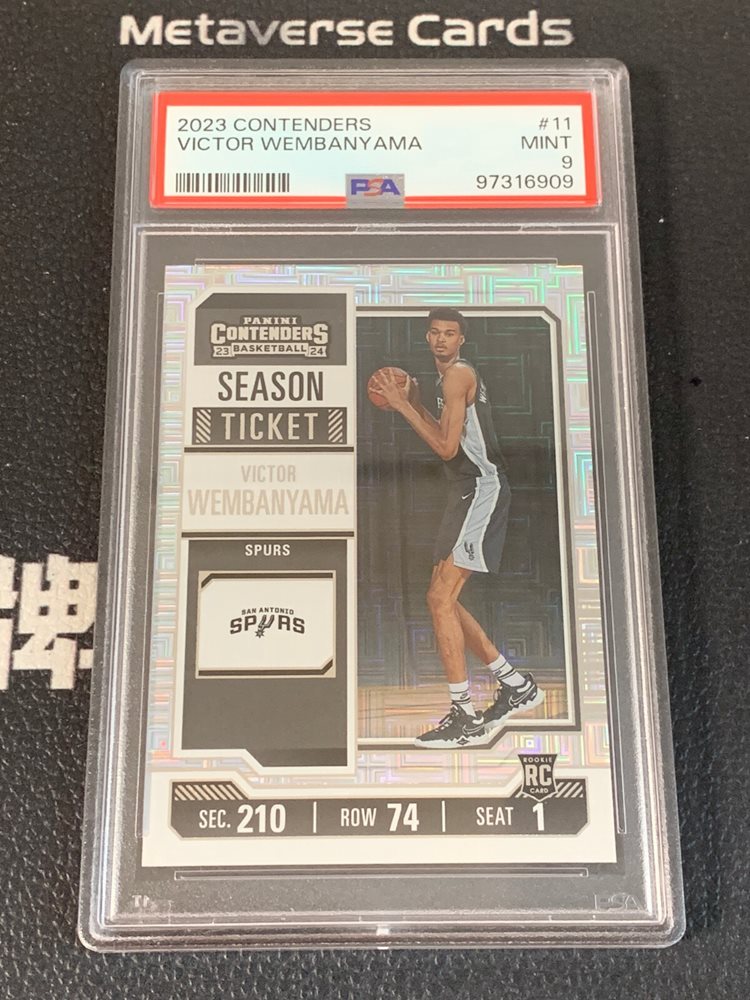 Metaverse Cards
2023 CONTENDERS #11
VICTOR WEMBANYAMA MINT
9
PSA 97316909
PANINI
CONTENDERS
23 BASKETBALL 24
SEASON
TICKET
VICTOR
WEMBANYAMA
SPURS
SAN ANTONIO
SPURS
ROOKIE
RC
CARD
SEC. 210 | ROW 74 | SEAT 1
PSA